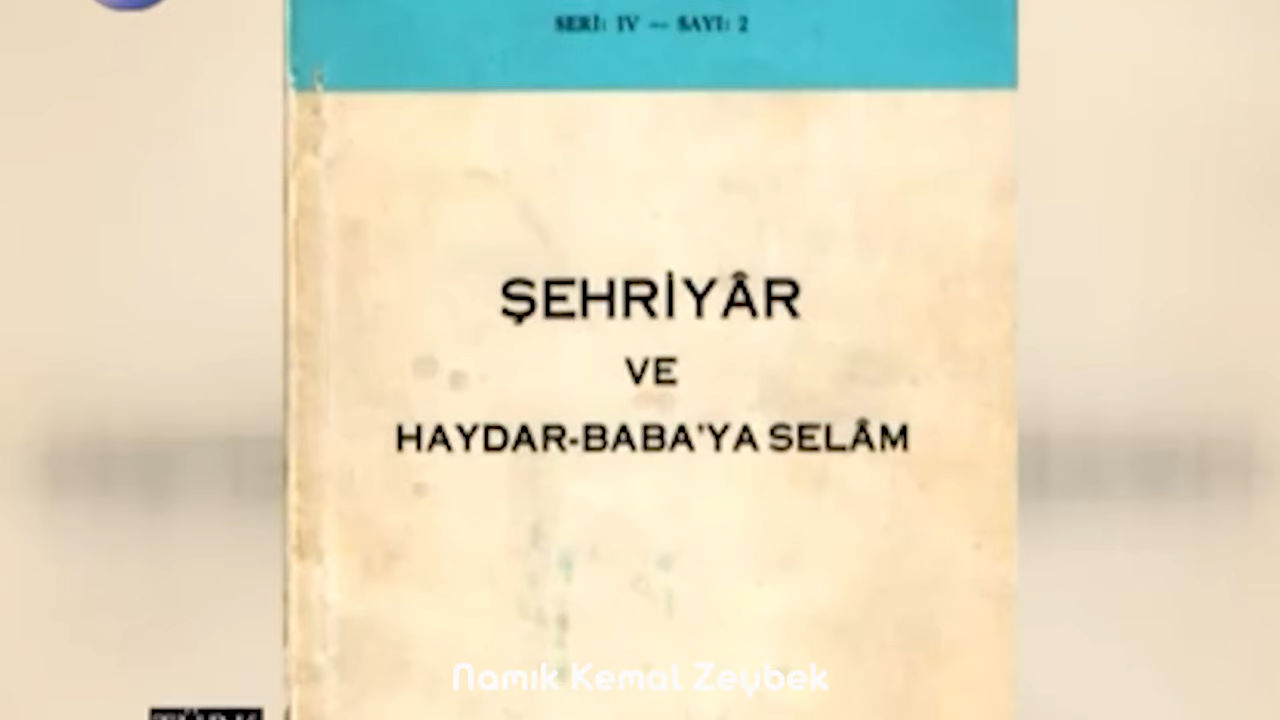 SERİ: IV — SAYI: 2
ŞEHRİYÂR
VE
HAYDAR-BABA'YA SELÂM
Namık Kemal Zeybek